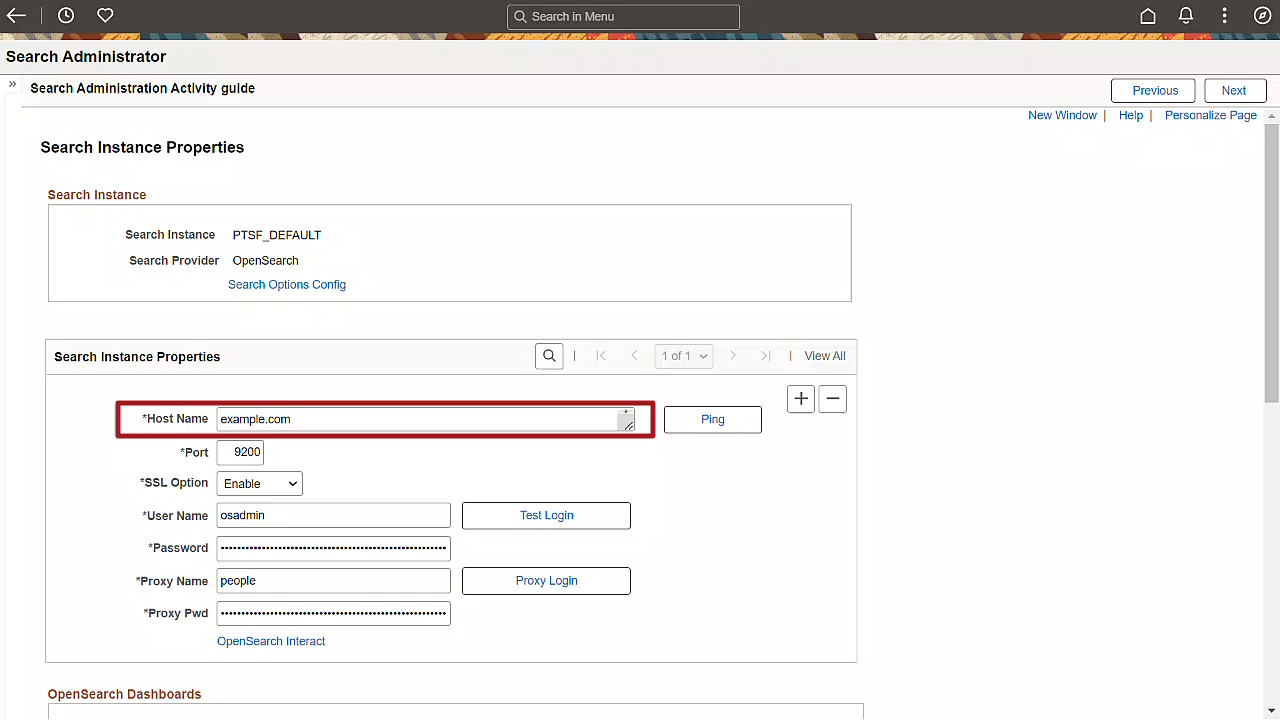 Search in Menu
Search Administrator
»
Search Administration Activity guide
Previous
Next
New Window | Help | Personalize Page
Search Instance Properties
Search Instance
Search Instance PTSF_DEFAULT
Search Provider OpenSearch
Search Options Config
Search Instance Properties
| 1 of 1 | View All
*Host Name example.com Ping
*Port 9200
*SSL Option Enable
*User Name osadmin Test Login
*Password
*Proxy Name people Proxy Login
*Proxy Pwd
OpenSearch Interact
OpenSearch Dashboards